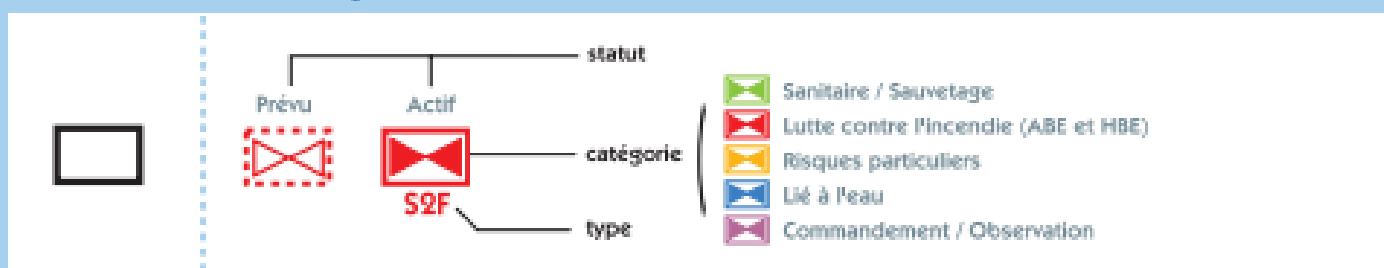 statut
Prévu
Actif
catégorie
S2F
type
Sanitaire / Sauvetage
Lutte contre l'incendie (ABE et HBE)
Risques particuliers
Lié à l'eau
Commandement / Observation